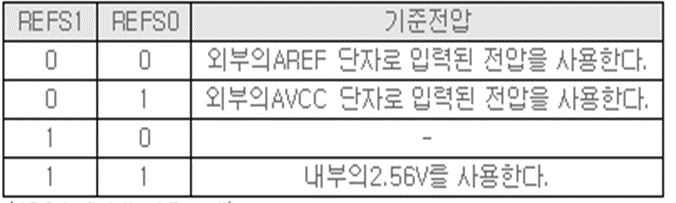 REFS1 REFS0 기준전압
0 0 외부의AREF 단자로 입력된 전압을 사용한다.
0 1 외부의AVCC 단자로 입력된 전압을 사용한다.
1 0 -
1 1 내부의2.56V를 사용한다.